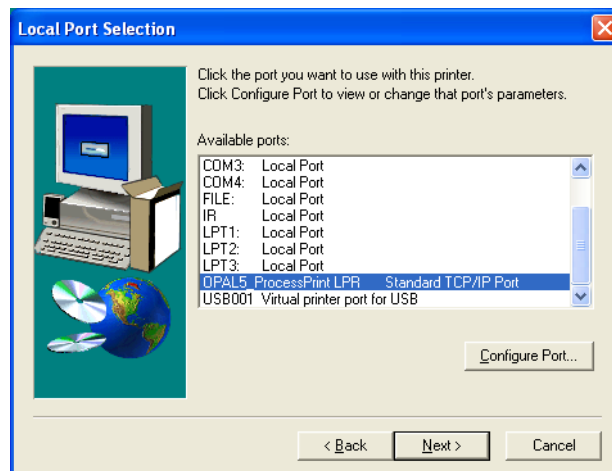 Local Port Selection
Click the port you want to use with this printer.
Click Configure Port to view or change that port's parameters.
Available ports:
COM3: Local Port
COM4: Local Port
FILE: Local Port
IR Local Port
LPT1: Local Port
LPT2: Local Port
LPT3: Local Port
OPAL5_ProcessPrint LPR Standard TCP/IP Port
USB001 Virtual printer port for USB
Configure Port...
< Back Next > Cancel